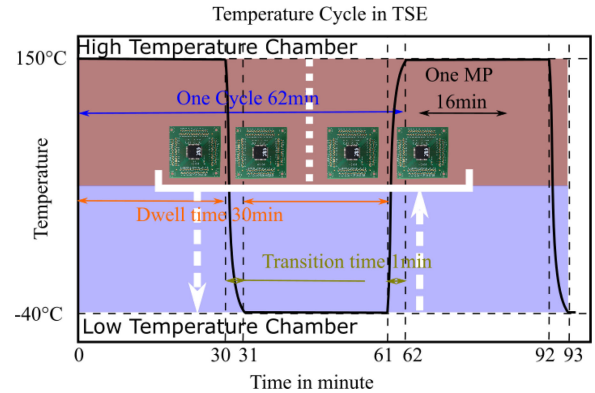 Temperature Cycle in TSE
High Temperature Chamber
150°C
One MP
One Cycle 62min
16min
Temperature
Dwell time 30min
Transition time 1min
-40°C
Low Temperature Chamber
0 30 31 61 62 92 93
Time in minute